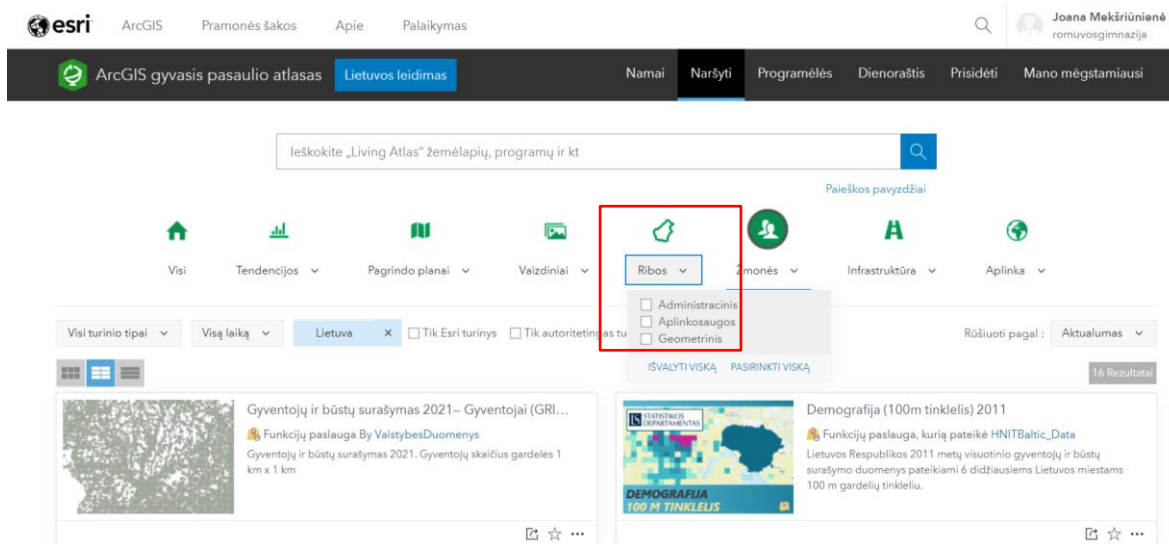 esri ArcGIS Pramonės šakos Apie Palaikymas Joana Mekšriūnienė
romuvosgimnazija
ArcGIS gyvasis pasaulio atlasas Lietuvos leidimas Namai Naršyti Programėlės Dienoraštis Prisidėti Mano mėgstamiausi
Ieškokite „Living Atlas” žemėlapių, programų ir kt
Paieškos pavyzdžiai
Visi Tendencijos Pagrindo planai Vaizdiniai Ribos Žmonės Infrastruktūra Aplinka
Administracinis
Aplinkosaugos
Geometrinis
IŠVALYTI VISKĄ PASIRINKTI VISKĄ
Visi turinio tipai Visą laiką Lietuva × Tik Esri turinys Tik autoritetingas tu Rūšiuoti pagal : Aktualumas
16 Rezultatai
Gyventojų ir būstų surašymas 2021– Gyventojai (GRI...
Funkcijų paslauga By ValstybesDuomenys
Gyventojų ir būstų surašymas 2021. Gyventojų skaičius gardelės 1
km x 1 km
STATISTIKOS
DEPARTAMENTAS
DEMOGRAFIJA
100 M TINKLELIS
Demografija (100m tinklelis) 2011
Funkcijų paslauga, kurią pateikė HNITBaltic_Data
Lietuvos Respublikos 2011 metų visuotinio gyventojų ir būstų
surašymo duomenys pateikiami 6 didžiausiems Lietuvos miestams
100 m gardelių tinkleliu.